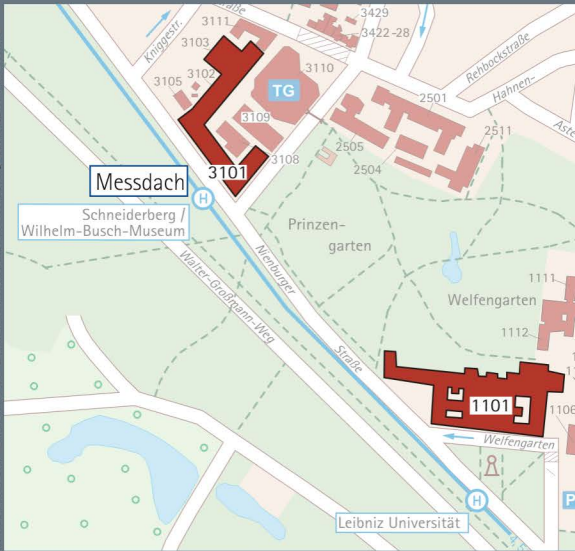 3111
3429
3422-28
3103
Kniggestr.
3102
3105
3110
TG
Rehbockstraße
Hahnen-
2501
3109
2511
2505
2504
3108
3101
Messdach
H
Schneiderberg /
Wilhelm-Busch-Museum
Prinzen-
garten
Nienburger
Straße
Walter-Großmann-Weg
Welfengarten
1111
1112
1101
1106
Welfengarten
H
P
Leibniz Universität